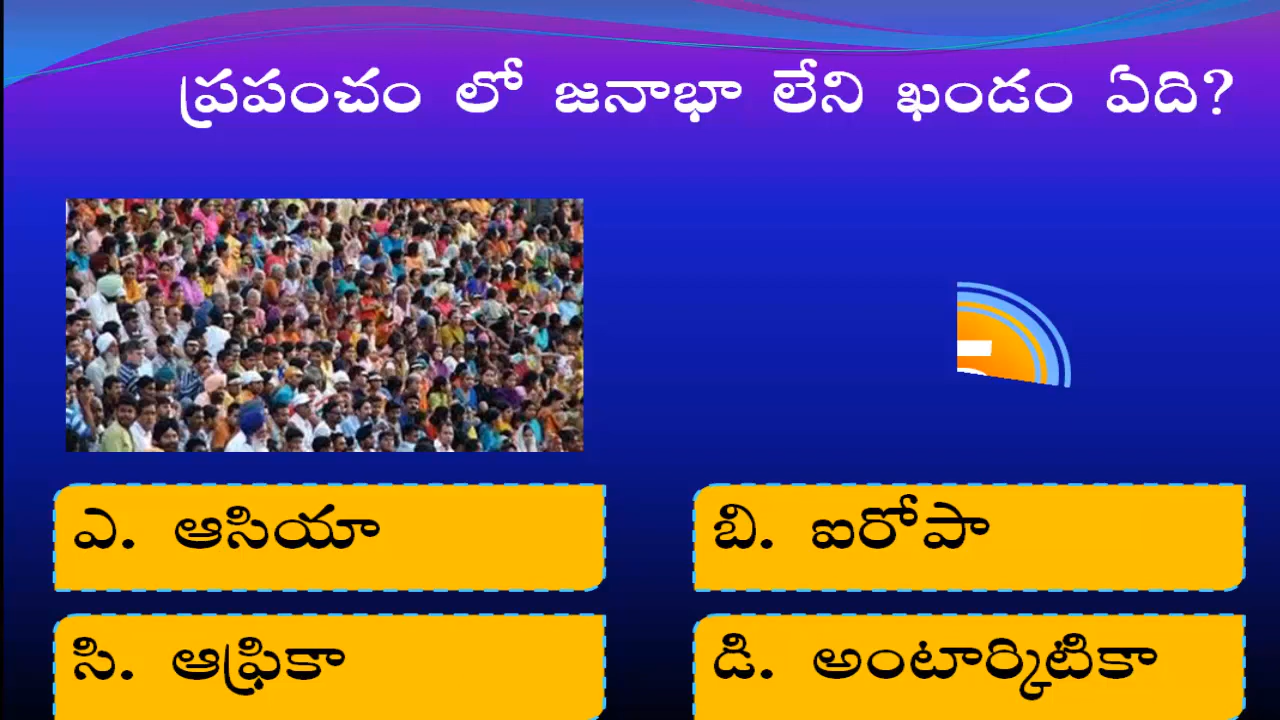 ప్రపంచం లో జనాభా లేని ఖండం ఏది?
ఎ. ఆసియా
బి. ఐరోపా
సి. ఆఫ్రికా
డి. అంటార్కిటికా